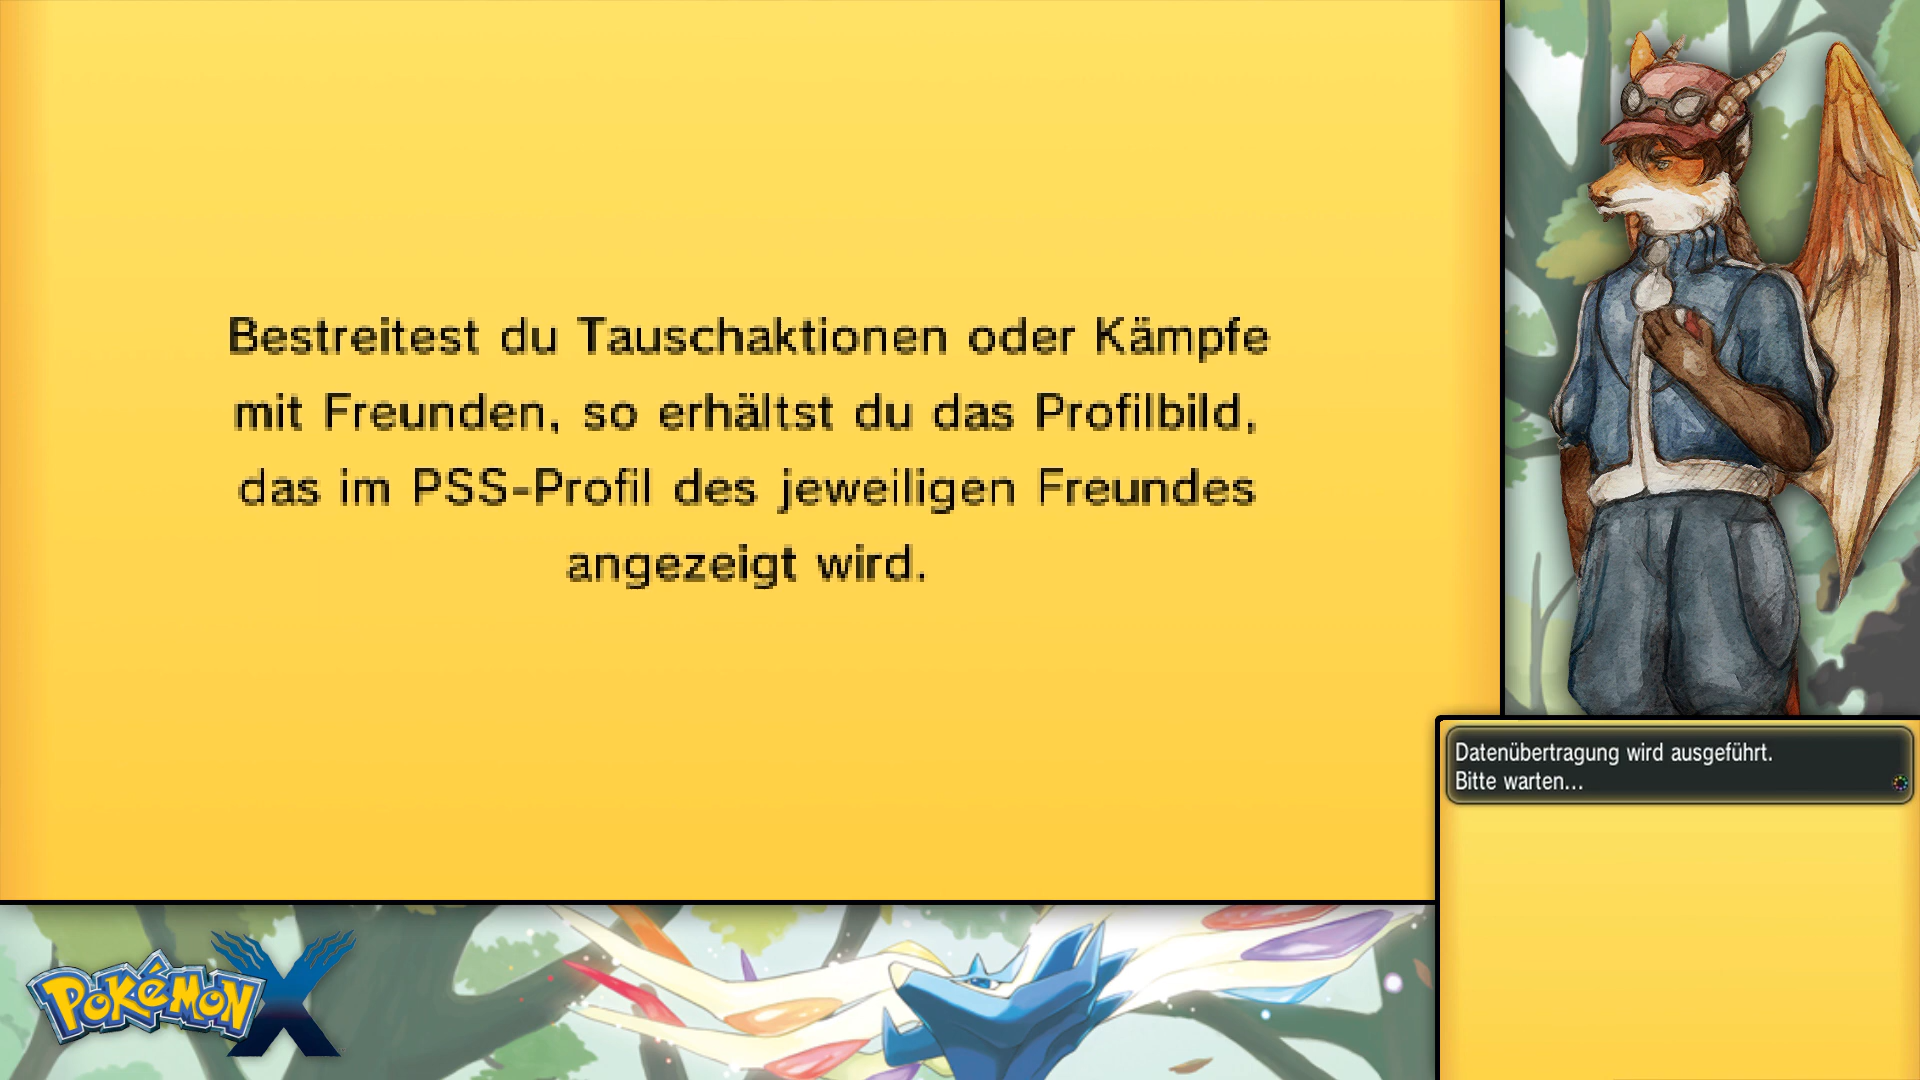 Bestreitest du Tauschaktionen oder Kämpfe
mit Freunden, so erhältst du das Profilbild,
das im PSS-Profil des jeweiligen Freundes
angezeigt wird.
Datenübertragung wird ausgeführt.
Bitte warten...
POKéMON X